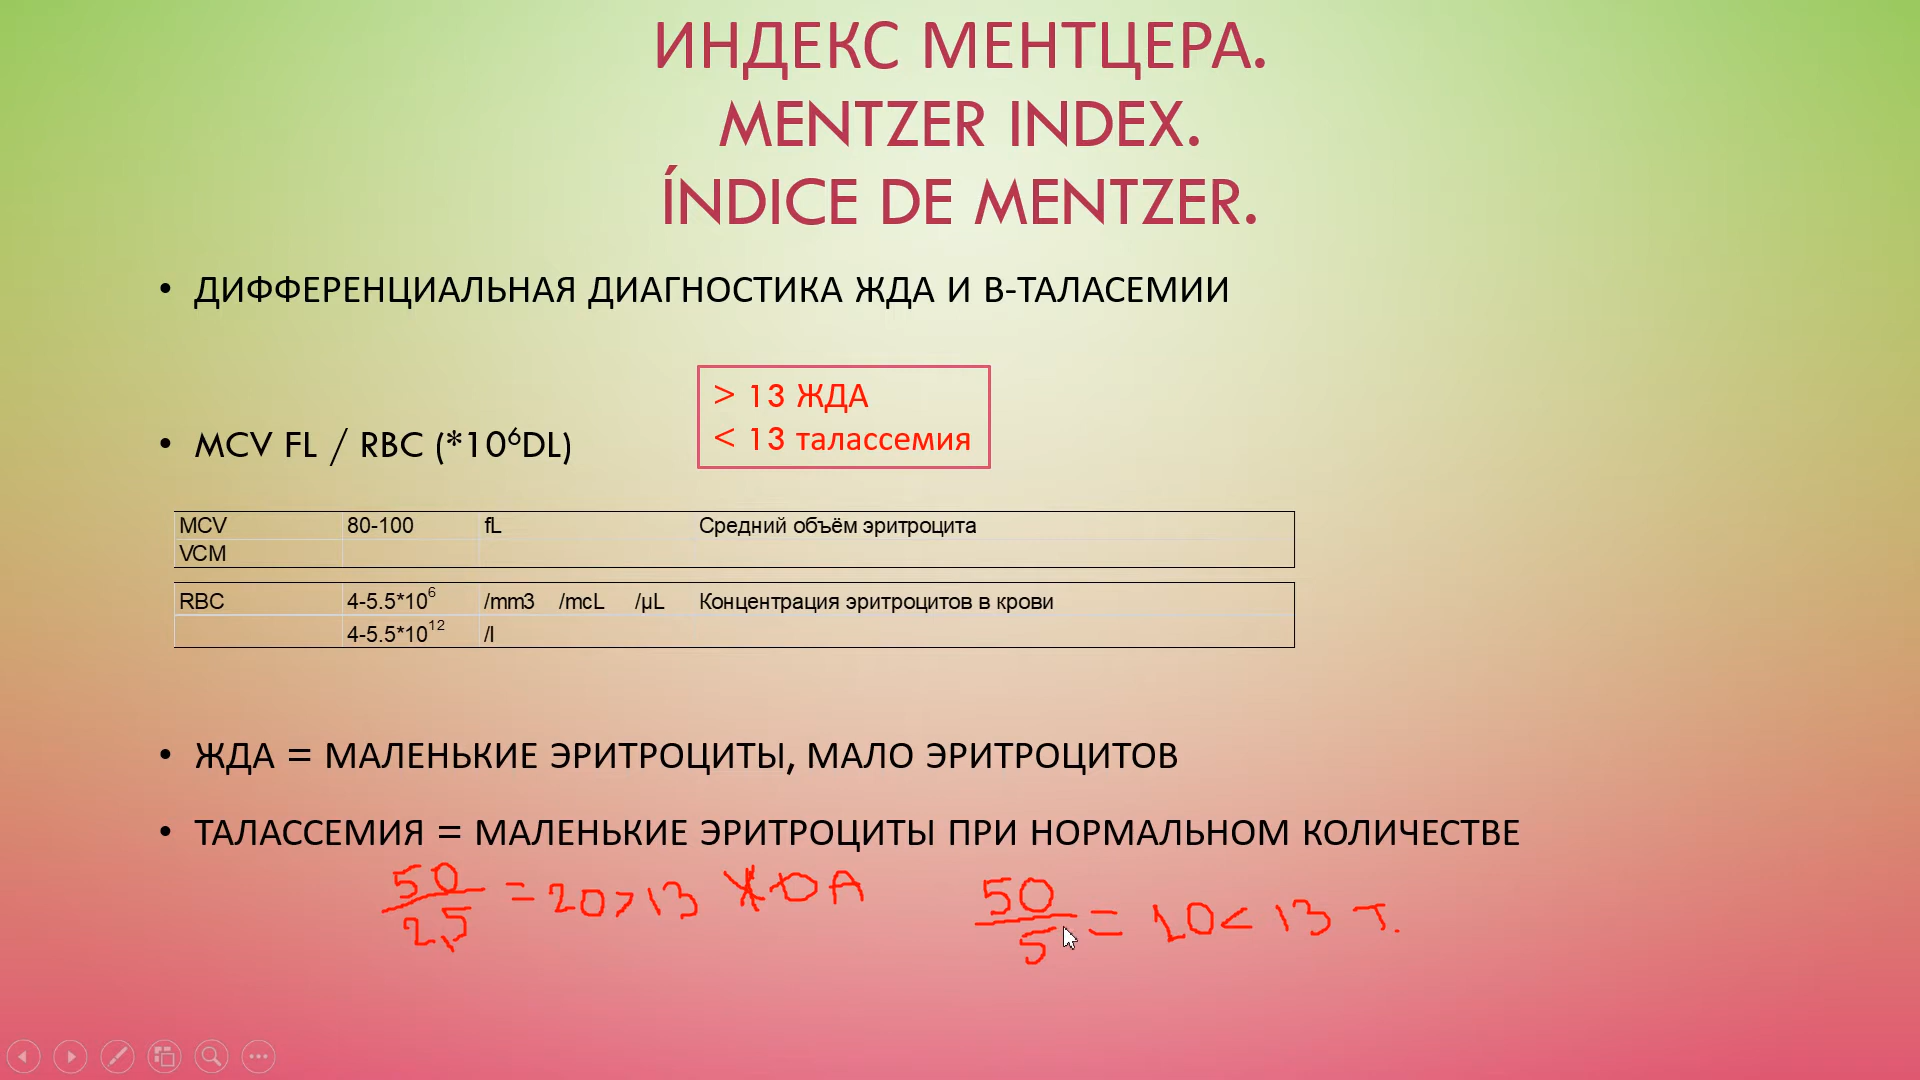 ИНДЕКС МЕНТЦЕРА.
MENTZER INDEX.
ÍNDICE DE MENTZER.
• ДИФФЕРЕНЦИАЛЬНАЯ ДИАГНОСТИКА ЖДА И В-ТАЛАСЕМИИ
> 13 ЖДА
< 13 талассемия
• MCV FL / RBC (*10⁶DL)
MCV 80-100 fL Средний объём эритроцита
VCM
RBC 4-5.5*10⁶ /mm3 /mcL /µL Концентрация эритроцитов в крови
4-5.5*10¹² /l
• ЖДА = МАЛЕНЬКИЕ ЭРИТРОЦИТЫ, МАЛО ЭРИТРОЦИТОВ
• ТАЛАССЕМИЯ = МАЛЕНЬКИЕ ЭРИТРОЦИТЫ ПРИ НОРМАЛЬНОМ КОЛИЧЕСТВЕ
50/2,5 = 20 > 13 ЖДА
50/5 = 10 < 13 Т.